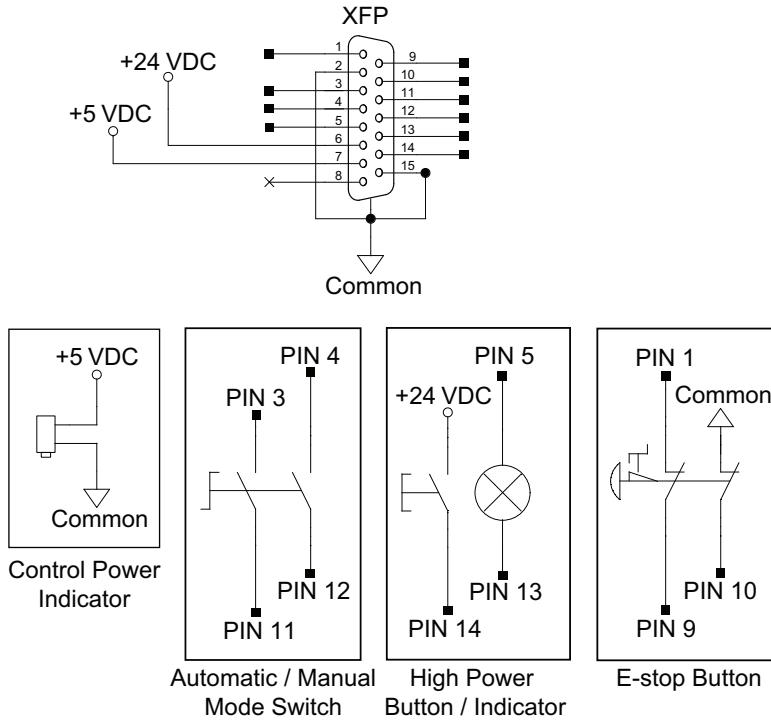 XFP
1
2
3
4
5
6
7
8
9
10
11
12
13
14
15
+24 VDC
+5 VDC
Common
+5 VDC
Common
Control Power
Indicator
PIN 4
PIN 3
PIN 12
PIN 11
Automatic / Manual
Mode Switch
PIN 5
+24 VDC
PIN 13
PIN 14
High Power
Button / Indicator
PIN 1
Common
PIN 10
PIN 9
E-stop Button